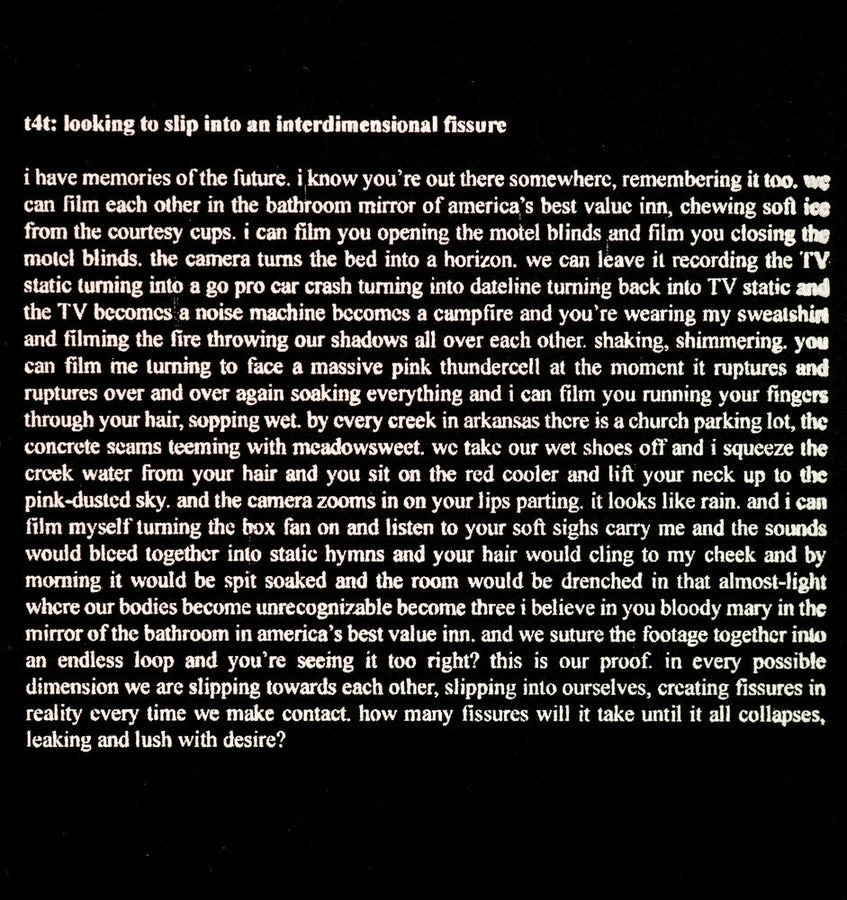 t4t: looking to slip into an interdimensional fissure
i have memories of the future. i know you're out there somewhere, remembering it too. we
can film each other in the bathroom mirror of america's best value inn, chewing soft ice
from the courtesy cups. i can film you opening the motel blinds and film you closing the
motel blinds. the camera turns the bed into a horizon. we can leave it recording the TV
static turning into a go pro car crash turning into dateline turning back into TV static and
the TV becomes a noise machine becomes a campfire and you're wearing my sweatshirt
and filming the fire throwing our shadows all over each other. shaking, shimmering. you
can film me turning to face a massive pink thundercell at the moment it ruptures and
ruptures over and over again soaking everything and i can film you running your fingers
through your hair, sopping wet. by every creek in arkansas there is a church parking lot, the
concrete seams teeming with meadowsweet. we take our wet shoes off and i squeeze the
creek water from your hair and you sit on the red cooler and lift your neck up to the
pink-dusted sky. and the camera zooms in on your lips parting. it looks like rain. and i can
film myself turning the box fan on and listen to your soft sighs carry me and the sounds
would bleed together into static hymns and your hair would cling to my cheek and by
morning it would be spit soaked and the room would be drenched in that almost-light
where our bodies become unrecognizable become three i believe in you bloody mary in the
mirror of the bathroom in america's best value inn. and we suture the footage together into
an endless loop and you're seeing it too right? this is our proof. in every possible
dimension we are slipping towards each other, slipping into ourselves, creating fissures in
reality every time we make contact. how many fissures will it take until it all collapses,
leaking and lush with desire?